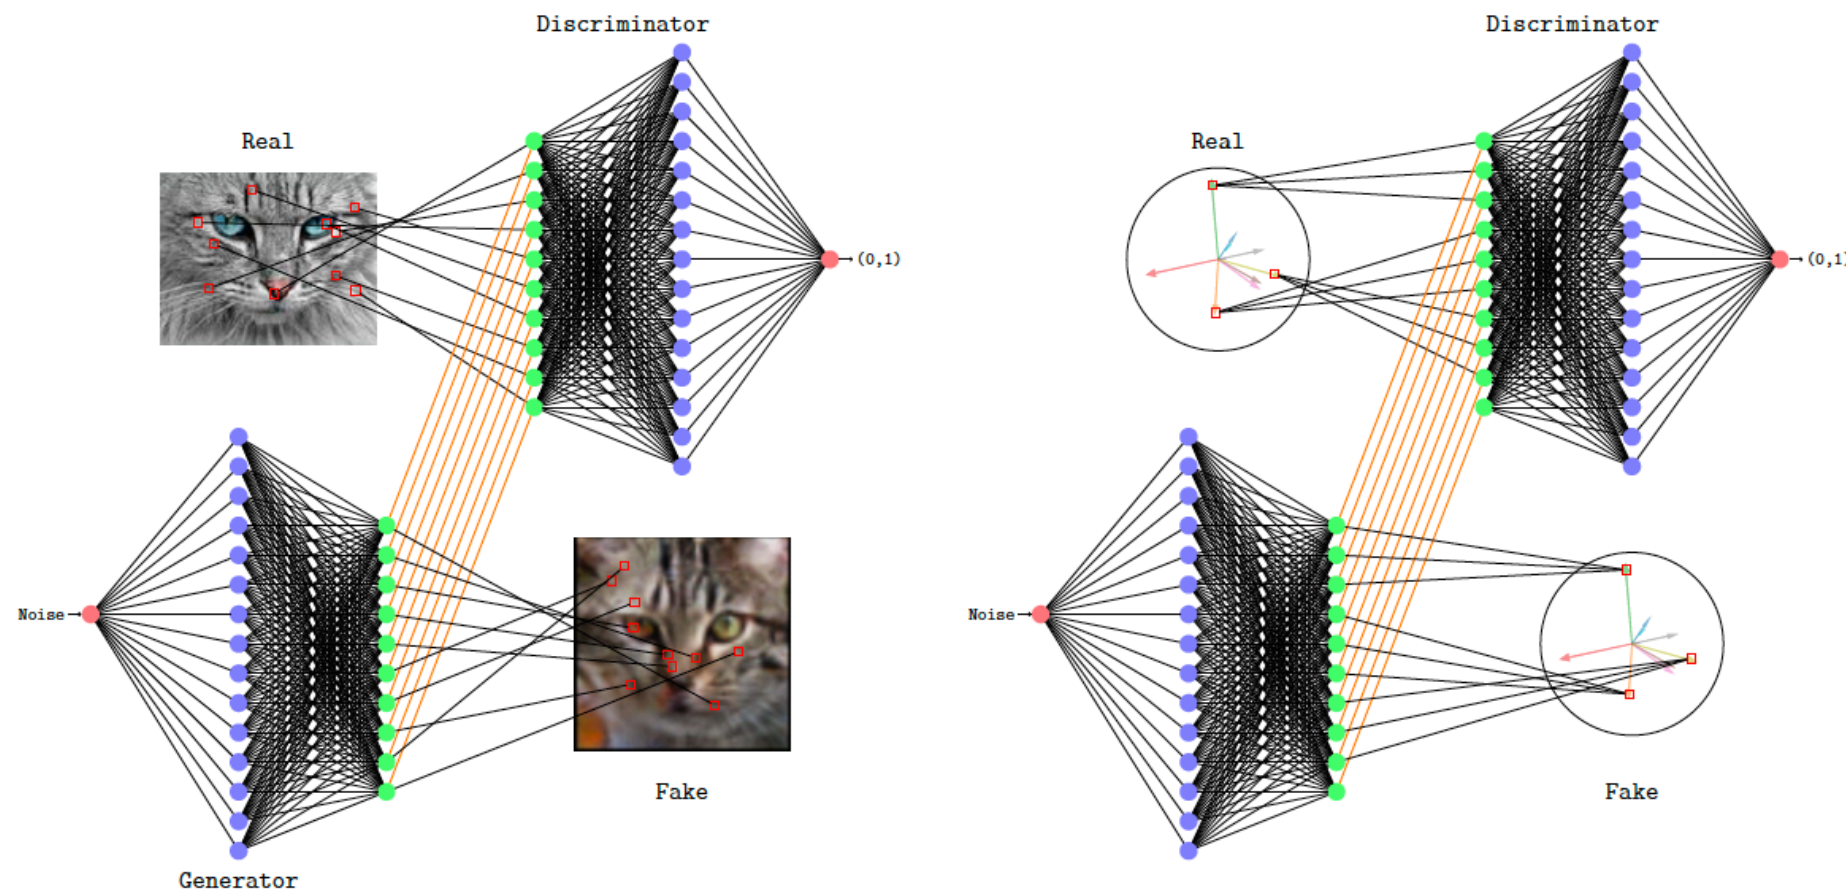 Discriminator
Real
(0,1)
Noise
Fake
Generator
Discriminator
Real
(0,1)
Noise
Fake